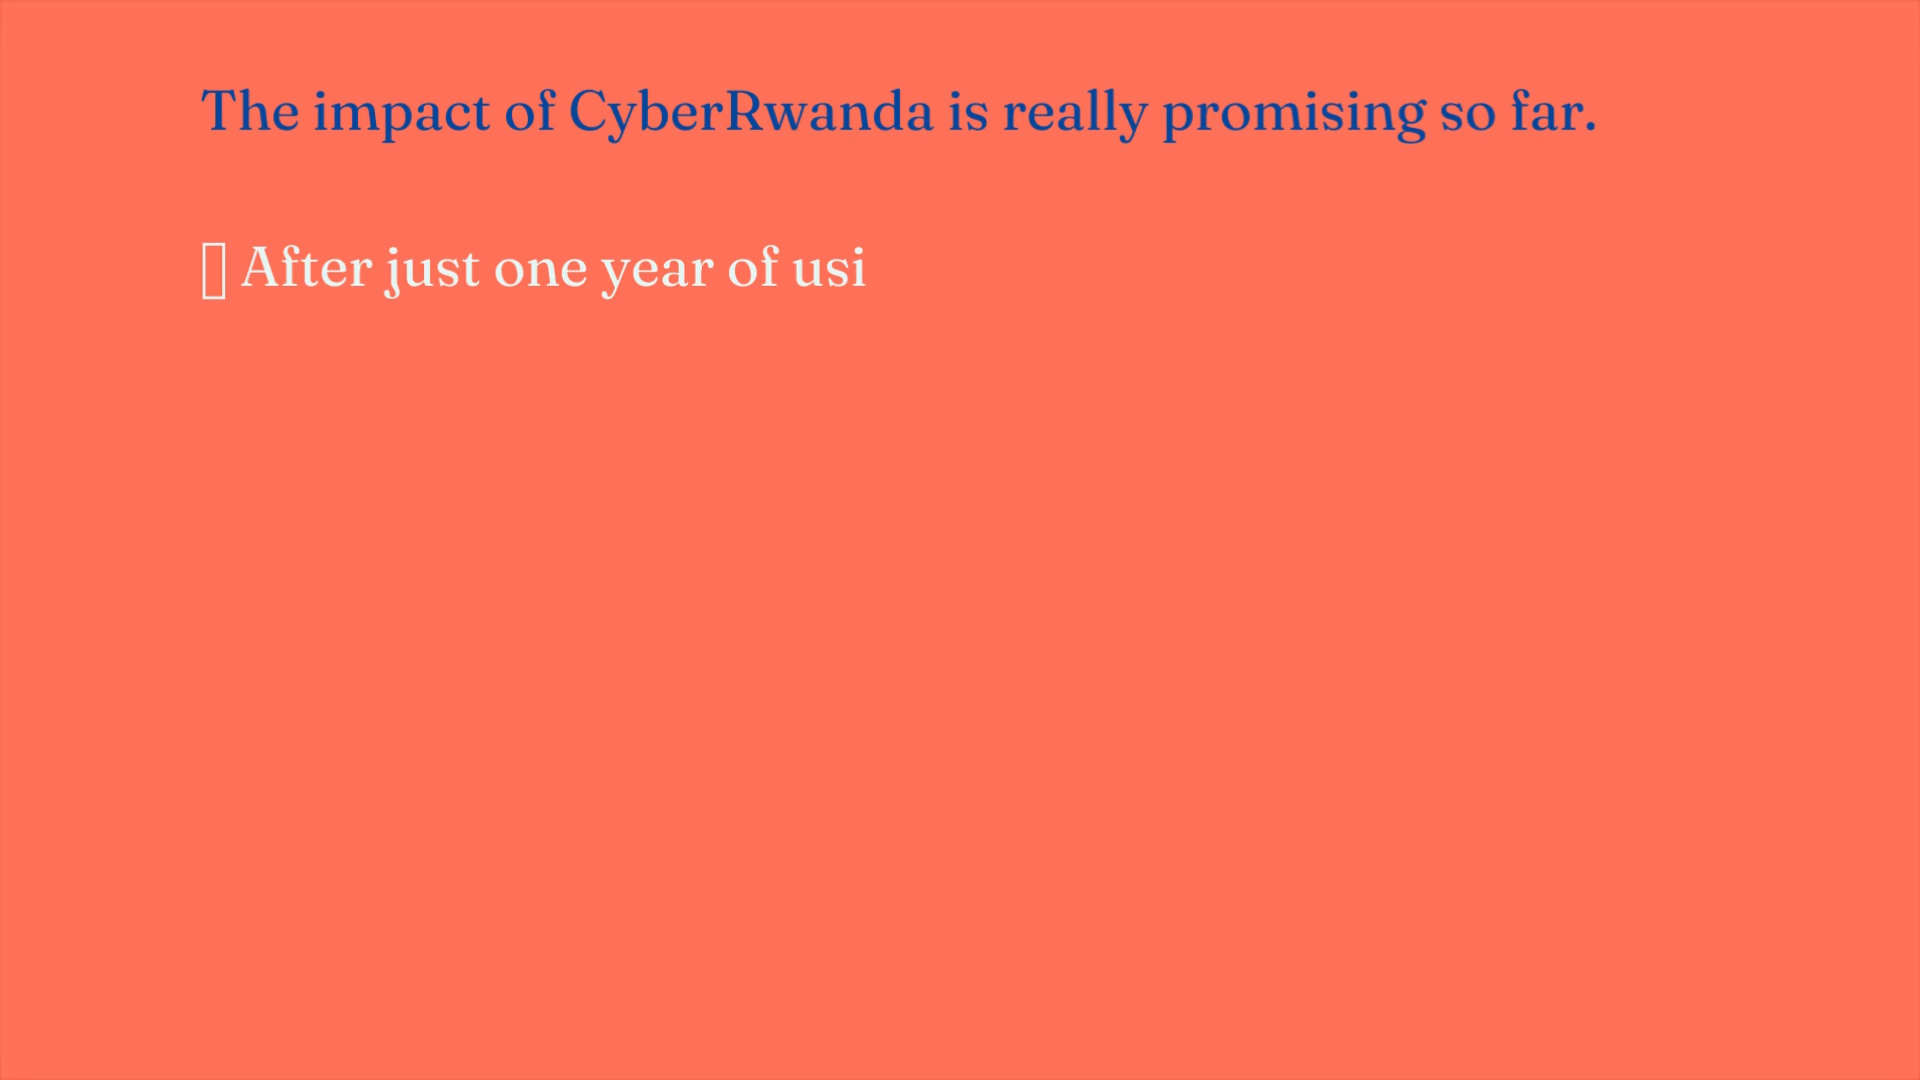 The impact of CyberRwanda is really promising so far.
▯ After just one year of usi